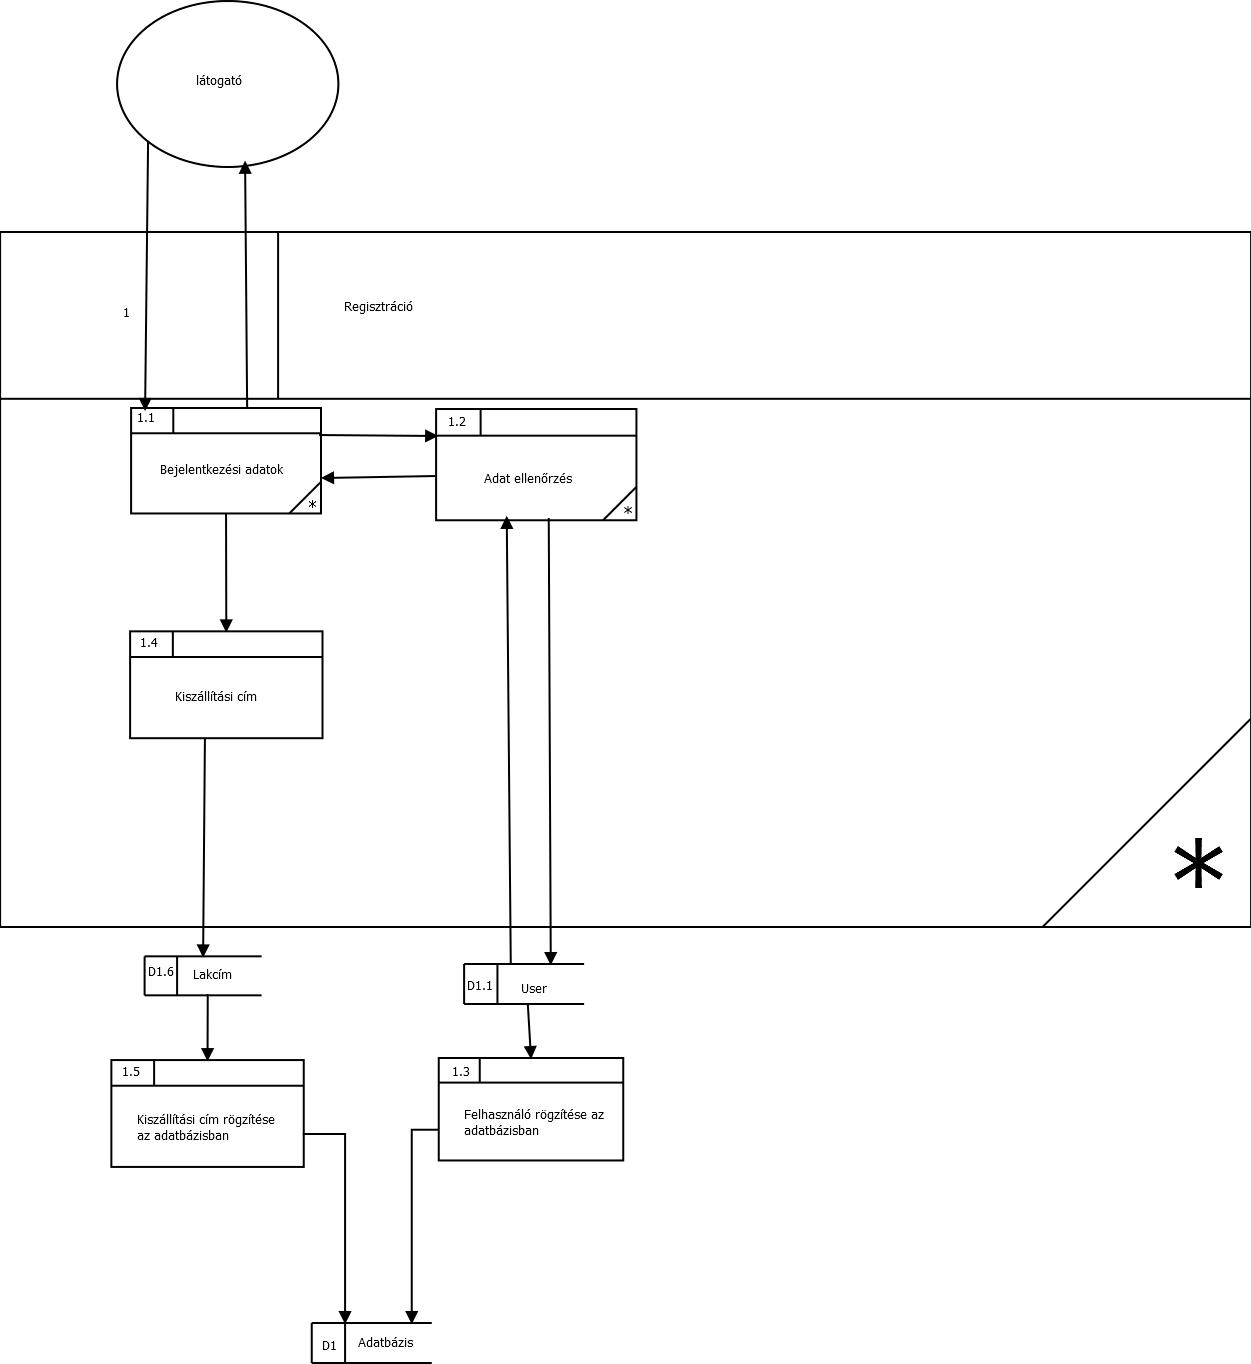 látogató
1
Regisztráció
1.1
Bejelentkezési adatok
*
1.2
Adat ellenőrzés
*
1.4
Kiszállítási cím
*
D1.6
Lakcím
D1.1
User
1.5
Kiszállítási cím rögzítése
az adatbázisban
1.3
Felhasználó rögzítése az
adatbázisban
D1
Adatbázis